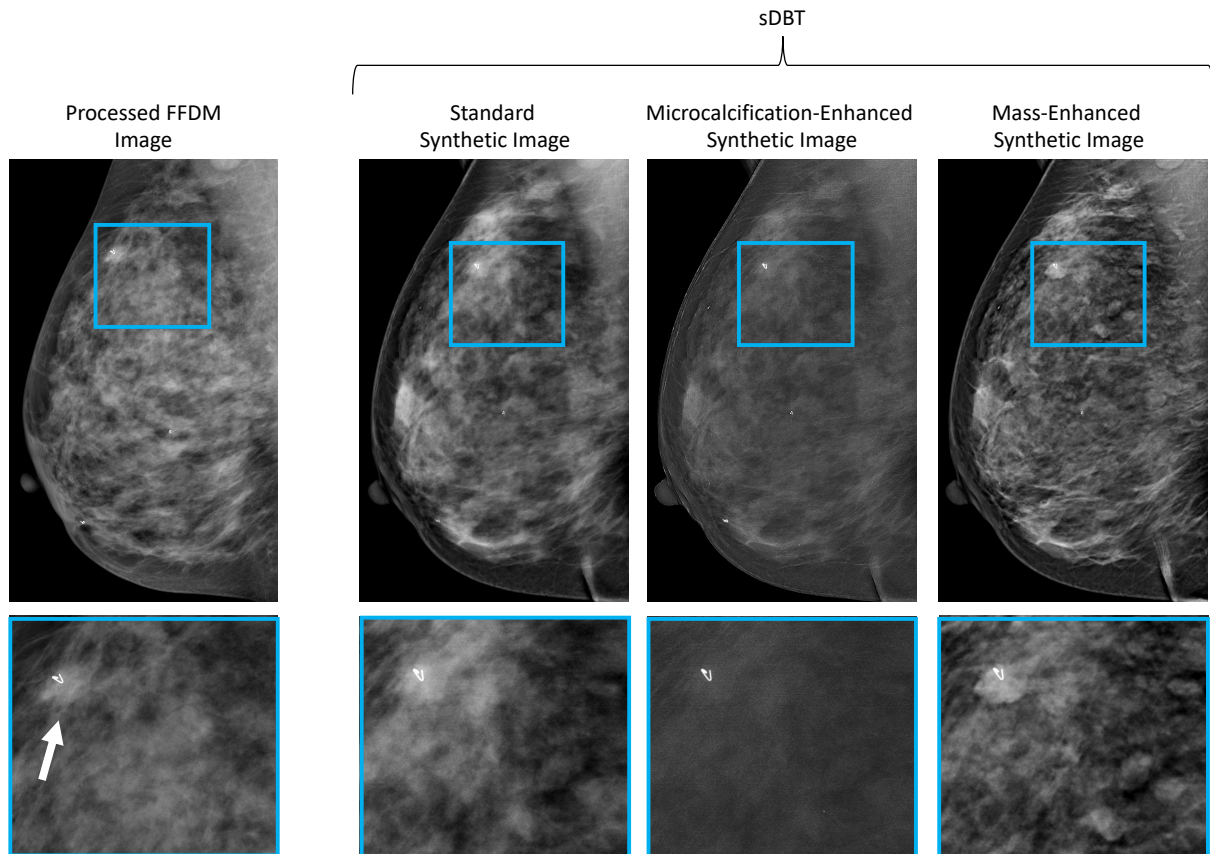 sDBT
Processed FFDM
Image
Standard
Synthetic Image
Microcalcification-Enhanced
Synthetic Image
Mass-Enhanced
Synthetic Image